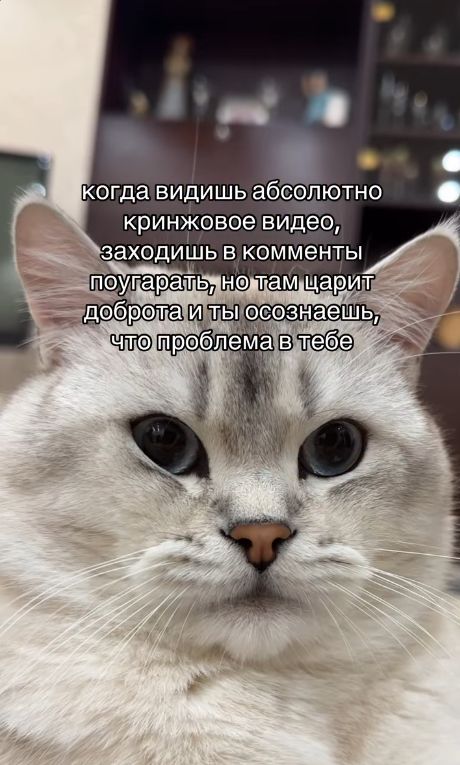 когда видишь абсолютно
кринжовое видео,
заходишь в комменты
поугарать, но там царит
доброта и ты осознаешь,
что проблема в тебе